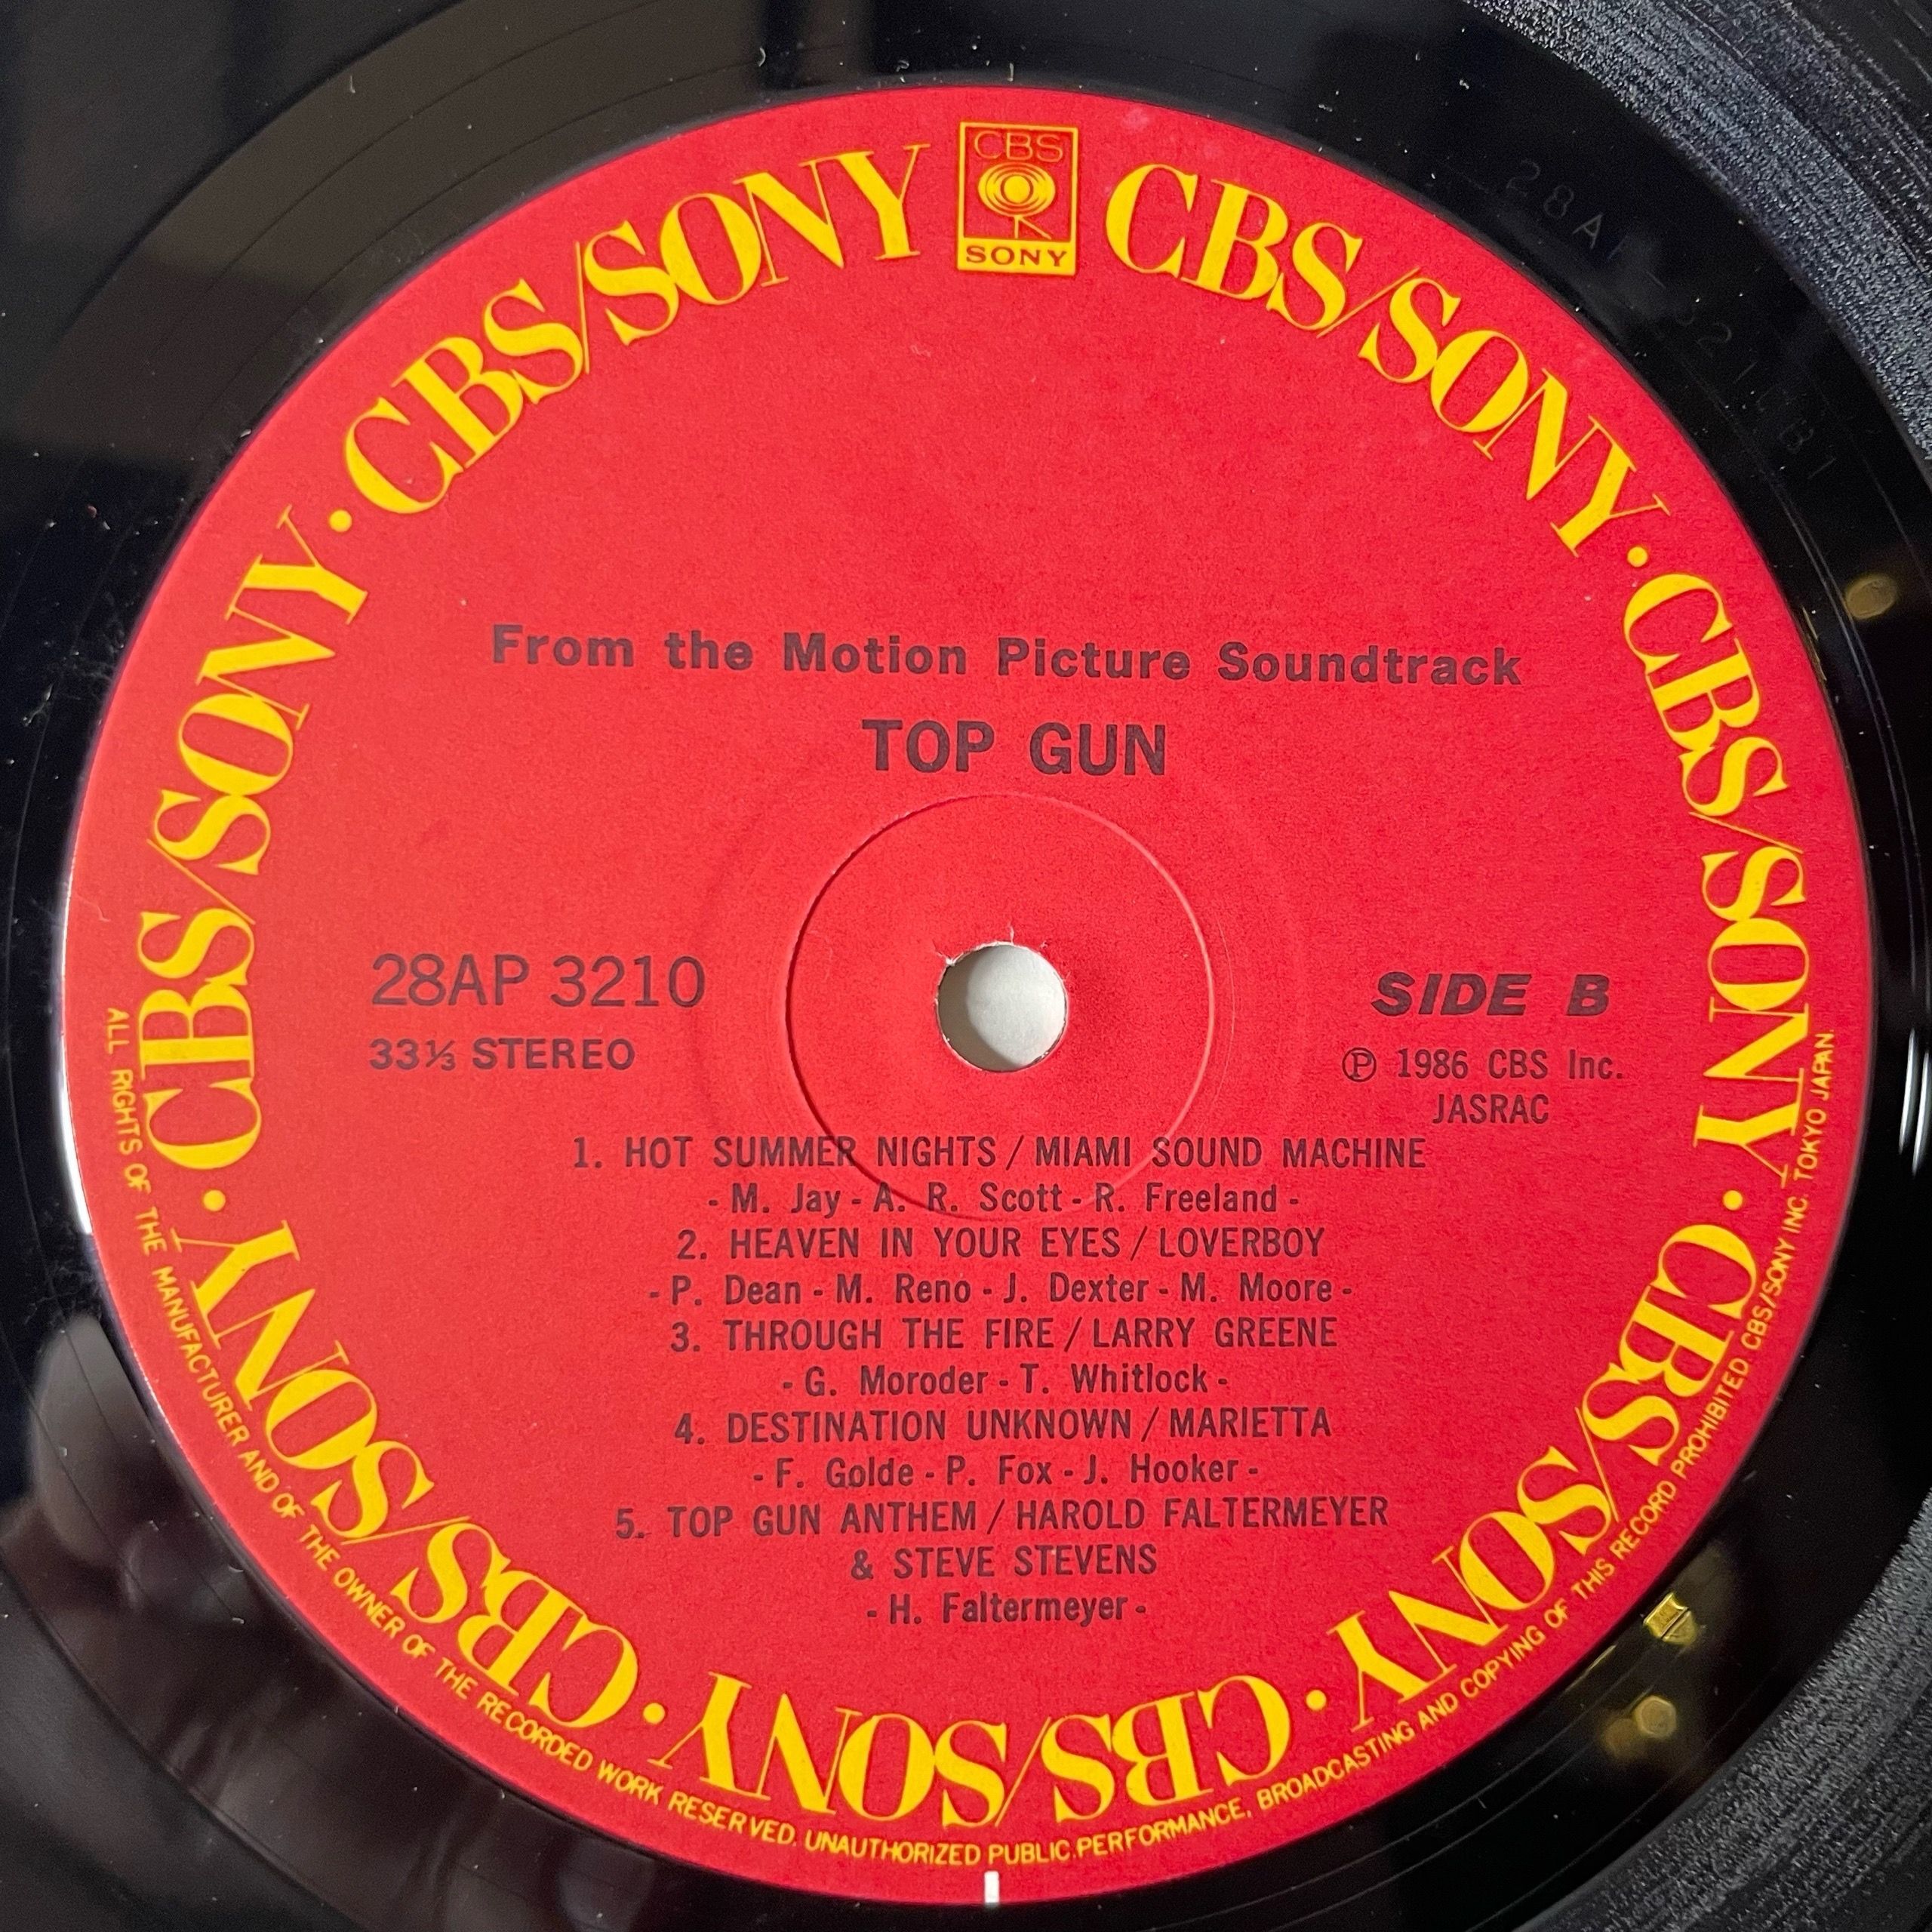 CBS
SONY
CBS/SONY · CBS/SONY · CBS/SONY · CBS/SONY · CBS/SONY · CBS/SONY · CBS/SONY · CBS/SONY
From the Motion Picture Soundtrack
TOP GUN
28AP 3210
33⅓ STEREO
SIDE B
Ⓟ 1986 CBS Inc.
JASRAC
1. HOT SUMMER NIGHTS / MIAMI SOUND MACHINE
- M. Jay - A. R. Scott - R. Freeland -
2. HEAVEN IN YOUR EYES / LOVERBOY
- P. Dean - M. Reno - J. Dexter - M. Moore -
3. THROUGH THE FIRE / LARRY GREENE
- G. Moroder - T. Whitlock -
4. DESTINATION UNKNOWN / MARIETTA
- F. Golde - P. Fox - J. Hooker -
5. TOP GUN ANTHEM / HAROLD FALTERMEYER
& STEVE STEVENS
- H. Faltermeyer -
ALL RIGHTS OF THE MANUFACTURER AND OF THE OWNER OF THE RECORDED WORK RESERVED. UNAUTHORIZED PUBLIC PERFORMANCE, BROADCASTING AND COPYING OF THIS RECORD PROHIBITED. CBS/SONY INC. TOKYO JAPAN